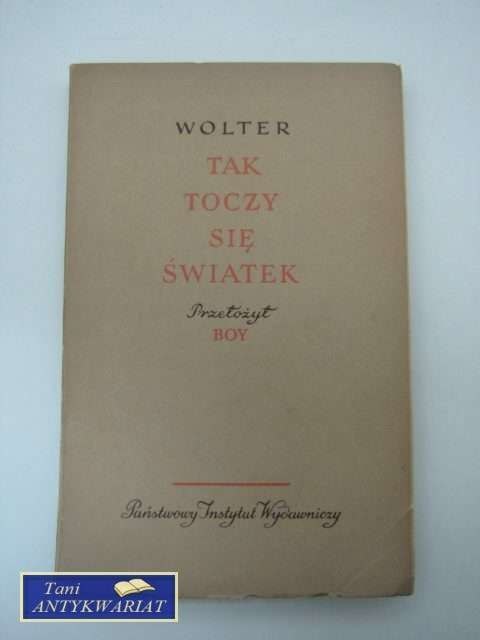 WOLTER
TAK
TOCZY
SIĘ
ŚWIATEK
Przełożył
BOY
Państwowy Instytut Wydawniczy
Tani
ANTYKWARIAT